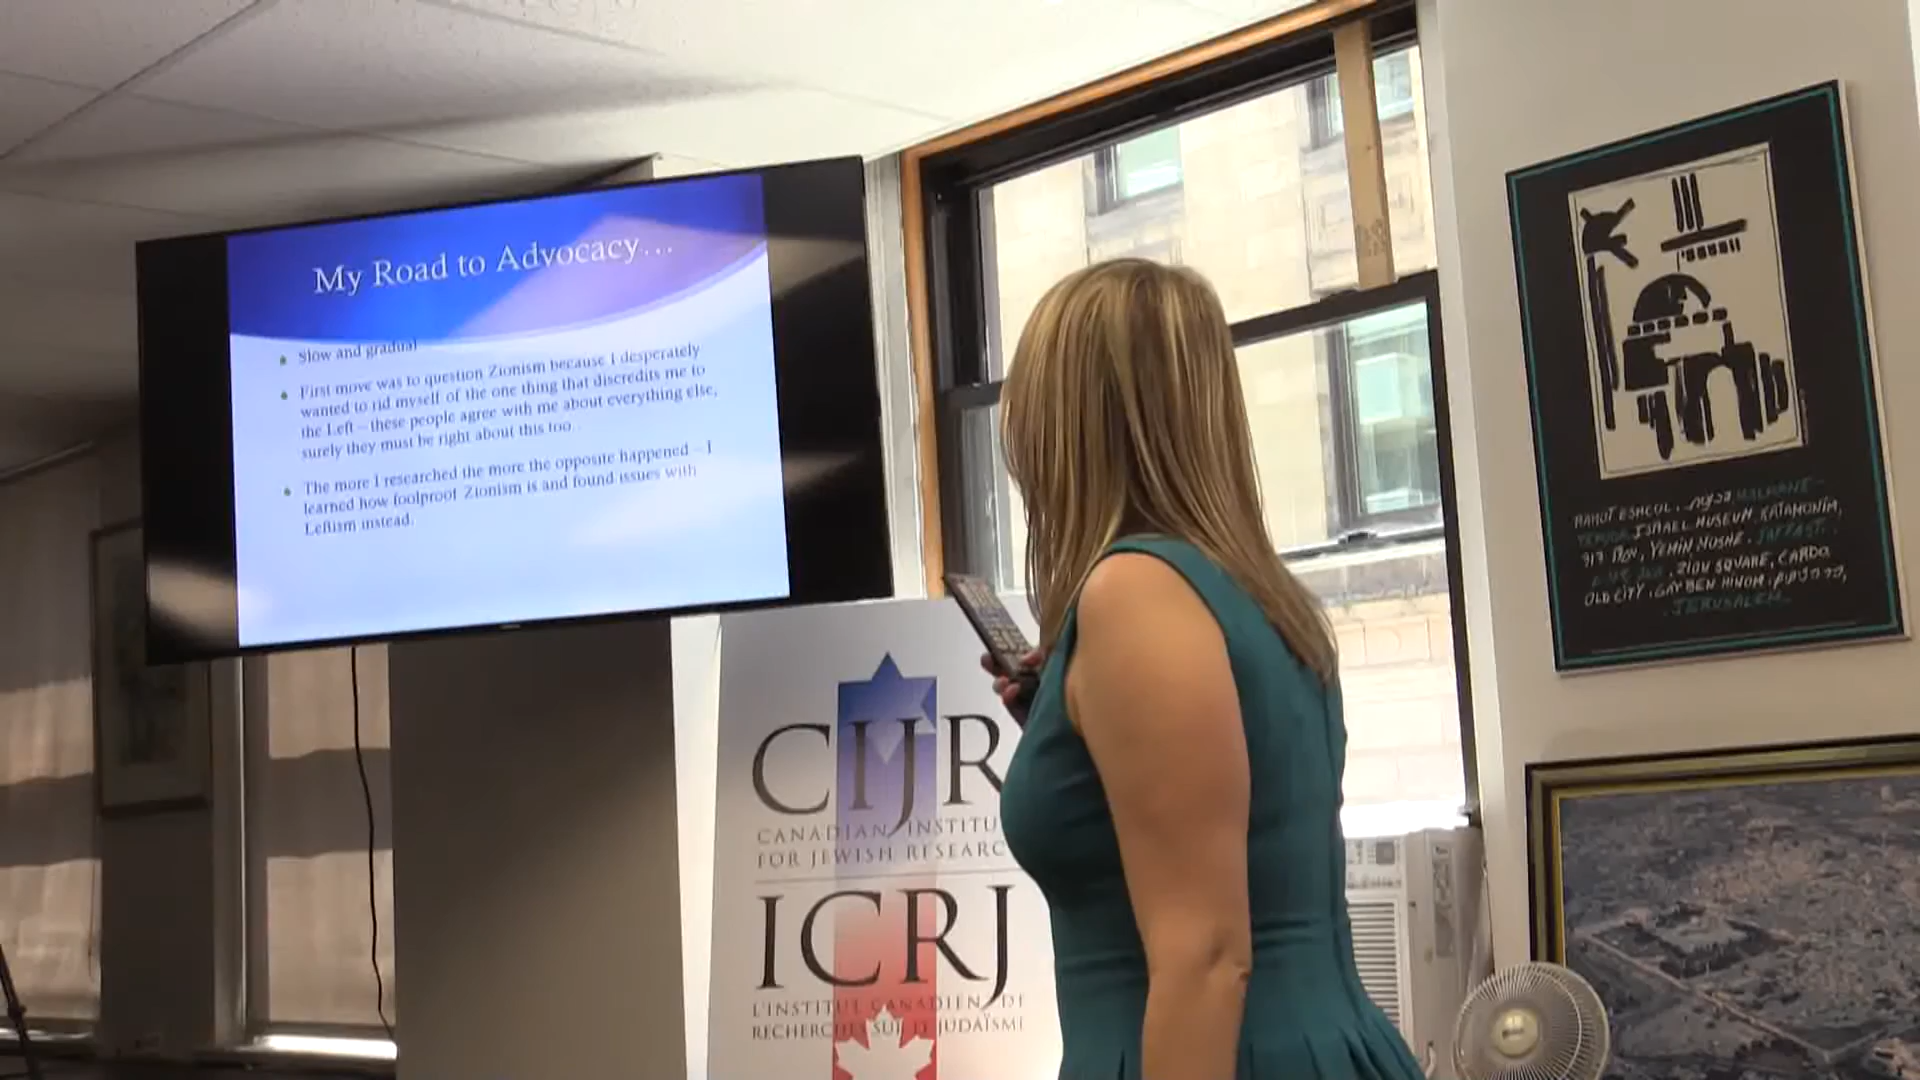 My Road to Advocacy...
Slow and gradual
First move was to question Zionism because I desperately
wanted to rid myself of the one thing that discredits me to
the Left – these people agree with me about everything else,
surely they must be right about this too.
The more I researched the more the opposite happened – I
learned how foolproof Zionism is and found issues with
Leftism instead.
CIJR
CANADIAN INSTITU
FOR JEWISH RESEARC
ICRJ
L'INSTITUT CANADIEN DE
RECHERCHES SUR LE JUDAÏSME
RAMOT ESHCOL,
ISRAEL MUSEUM, KATAMONIM,
YEMIN MOSHE,
ZION SQUARE, CARDO,
OLD CITY, GAY BEN HINOM,
JERUSALEM